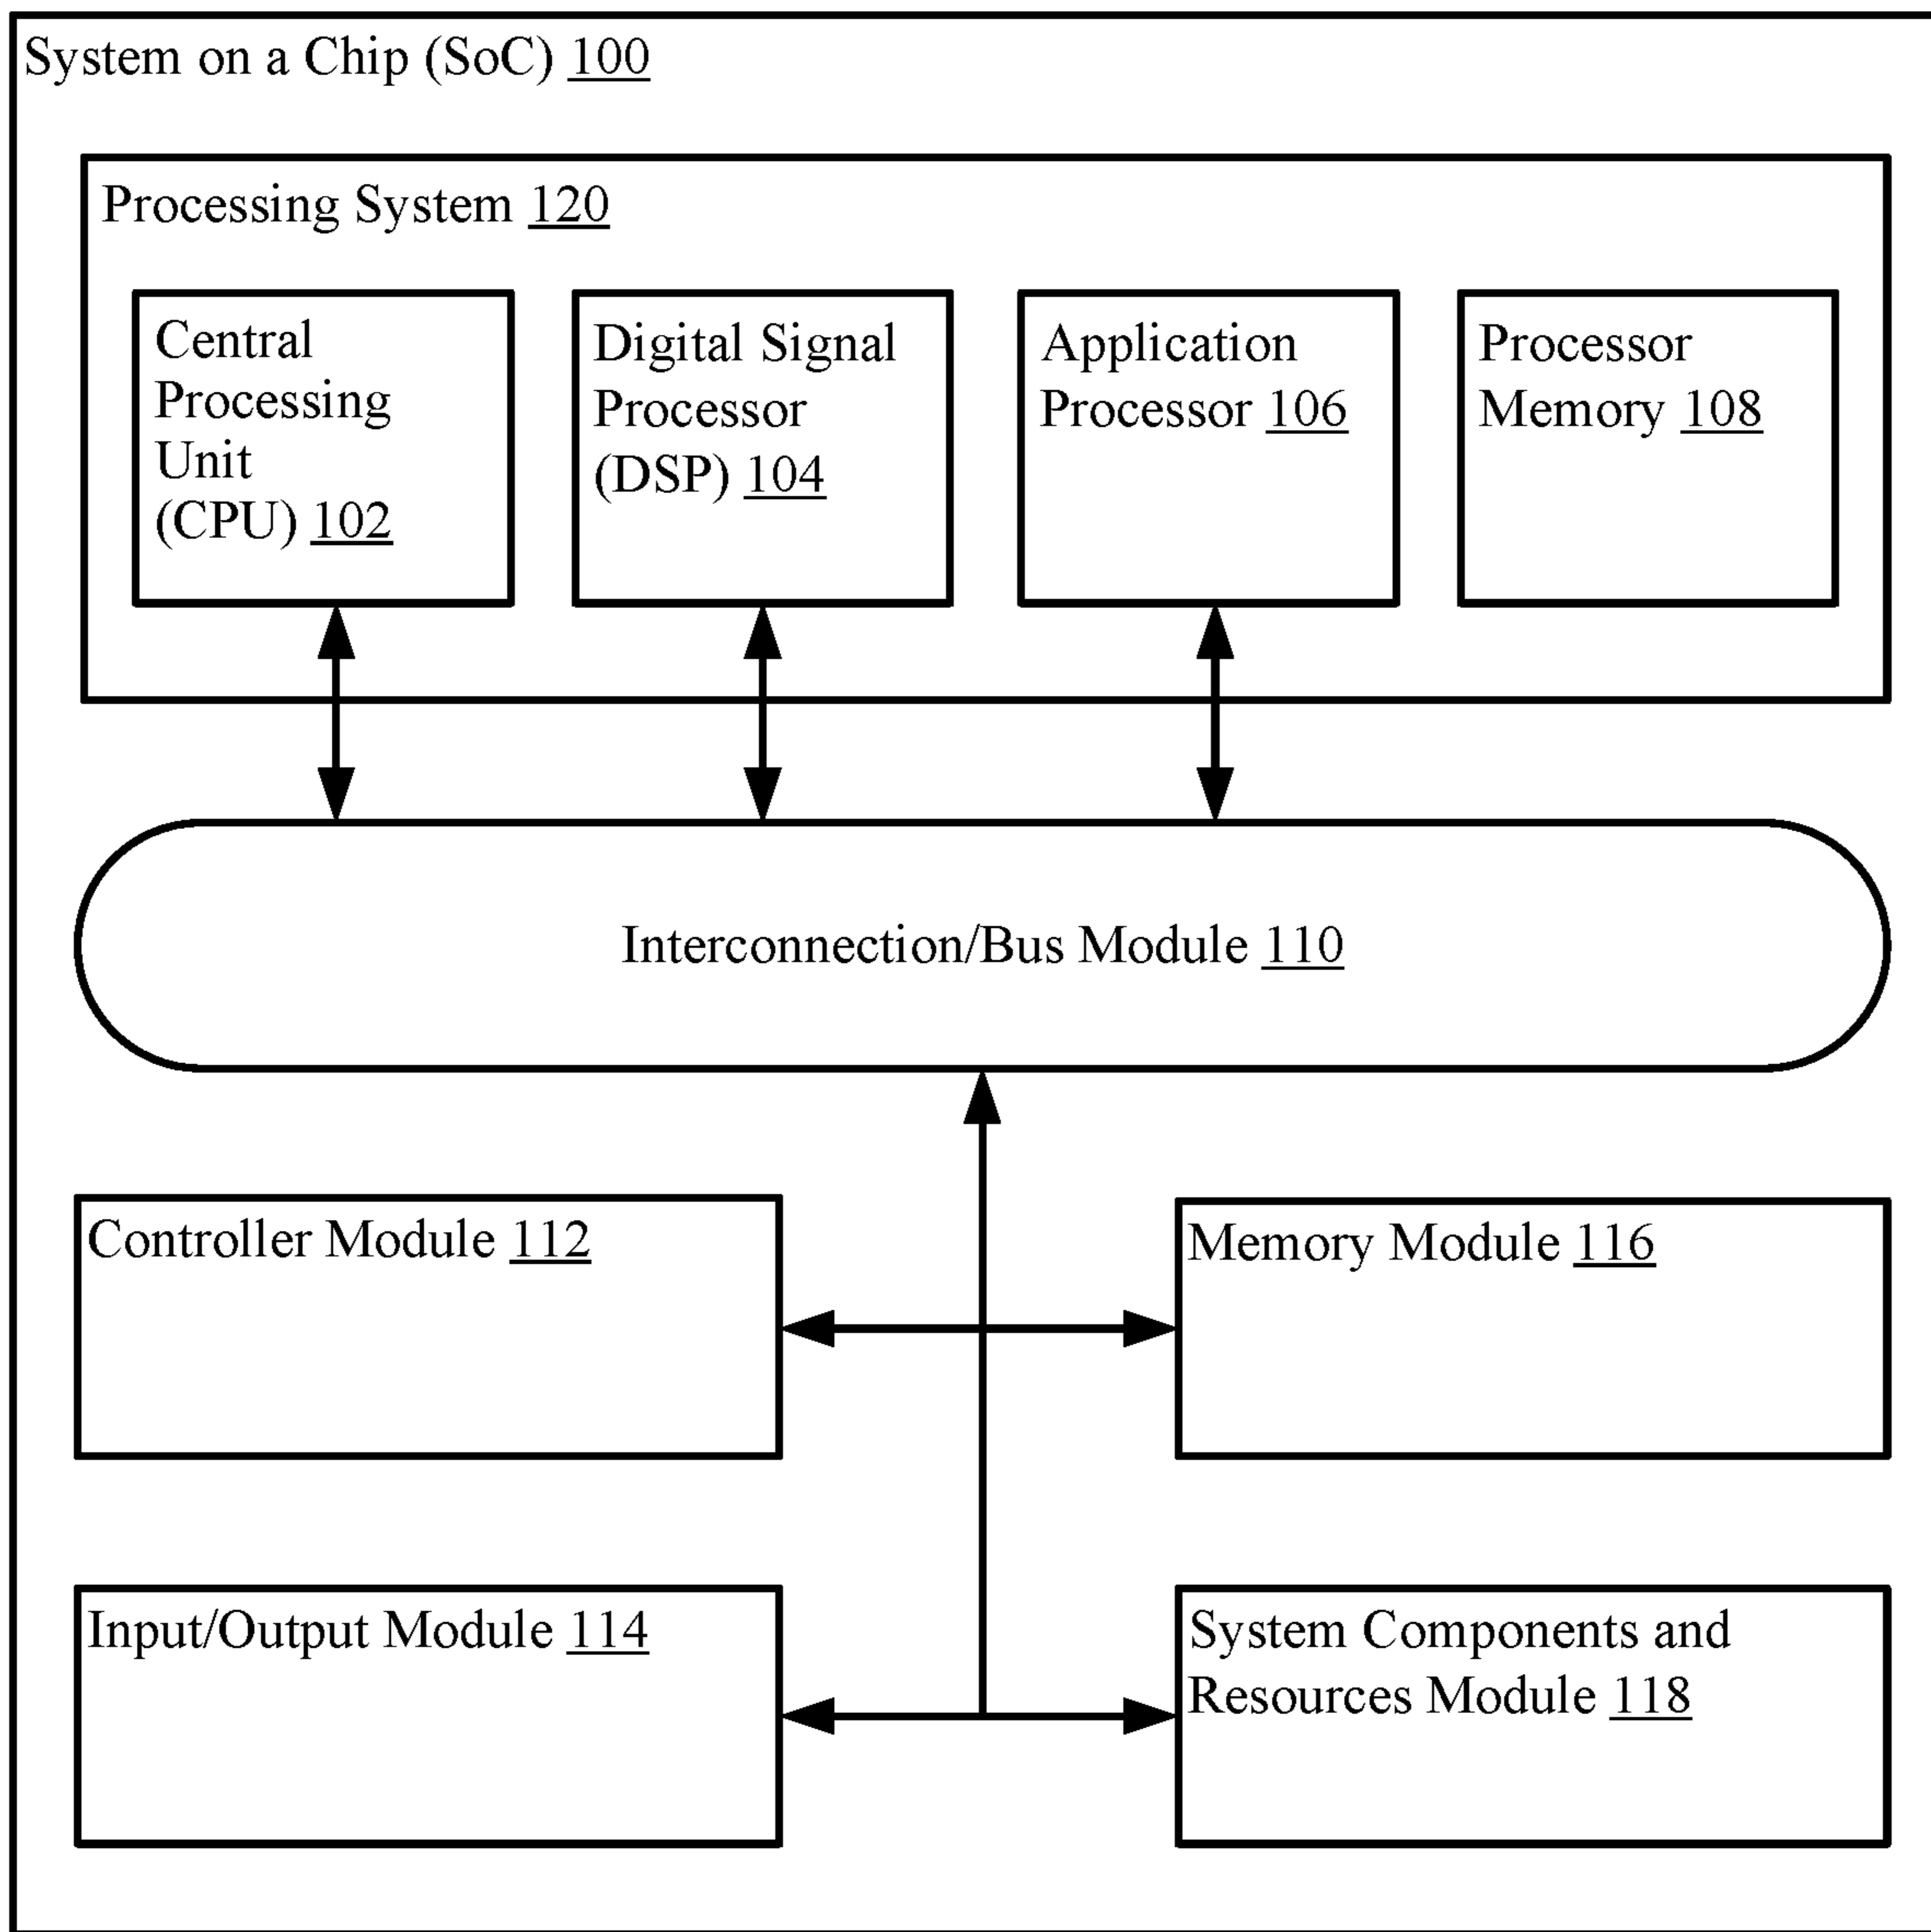 System on a Chip (SoC) 100
Processing System 120
Central
Processing
Unit
(CPU) 102
Digital Signal
Processor
(DSP) 104
Application
Processor 106
Processor
Memory 108
Interconnection/Bus Module 110
Controller Module 112
Memory Module 116
Input/Output Module 114
System Components and
Resources Module 118